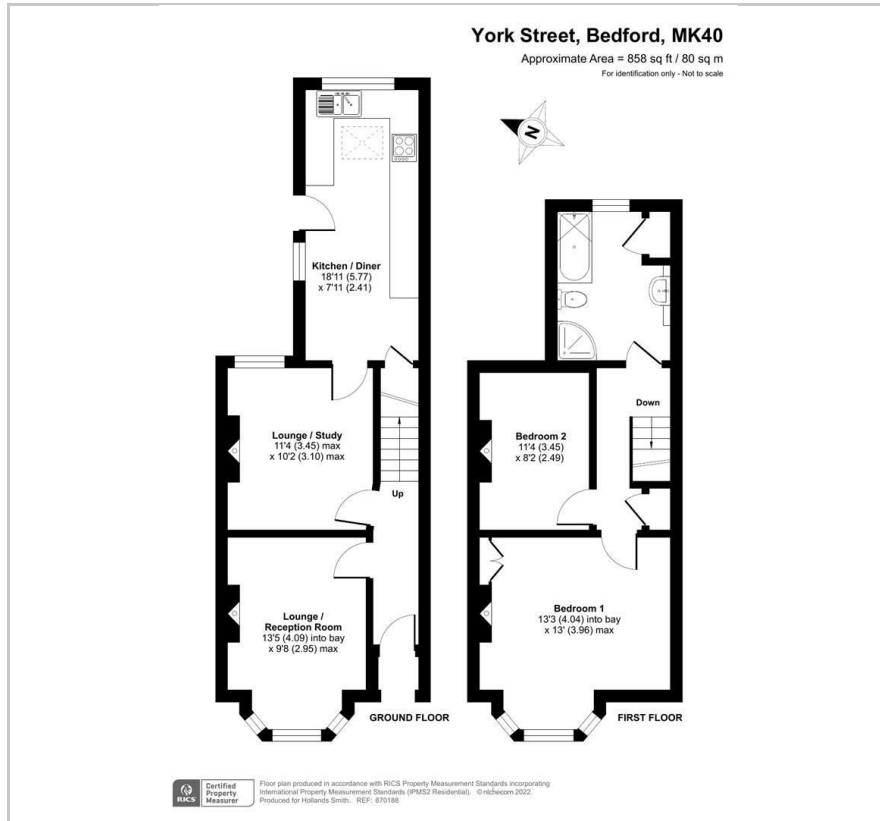 York Street, Bedford, MK40
Approximate Area = 858 sq ft / 80 sq m
For identification only - Not to scale
N
Kitchen / Diner
18'11 (5.77)
x 7'11 (2.41)
Lounge / Study
11'4 (3.45) max
x 10'2 (3.10) max
Up
Lounge /
Reception Room
13'5 (4.09) into bay
x 9'8 (2.95) max
GROUND FLOOR
Down
Bedroom 2
11'4 (3.45)
x 8'2 (2.49)
Bedroom 1
13'3 (4.04) into bay
x 13' (3.96) max
FIRST FLOOR
RICS
Certified
Property
Measurer
Floor plan produced in accordance with RICS Property Measurement Standards incorporating
International Property Measurement Standards (IPMS2 Residential). © ntchecom 2022.
Produced for Hollands Smith. REF: 870188